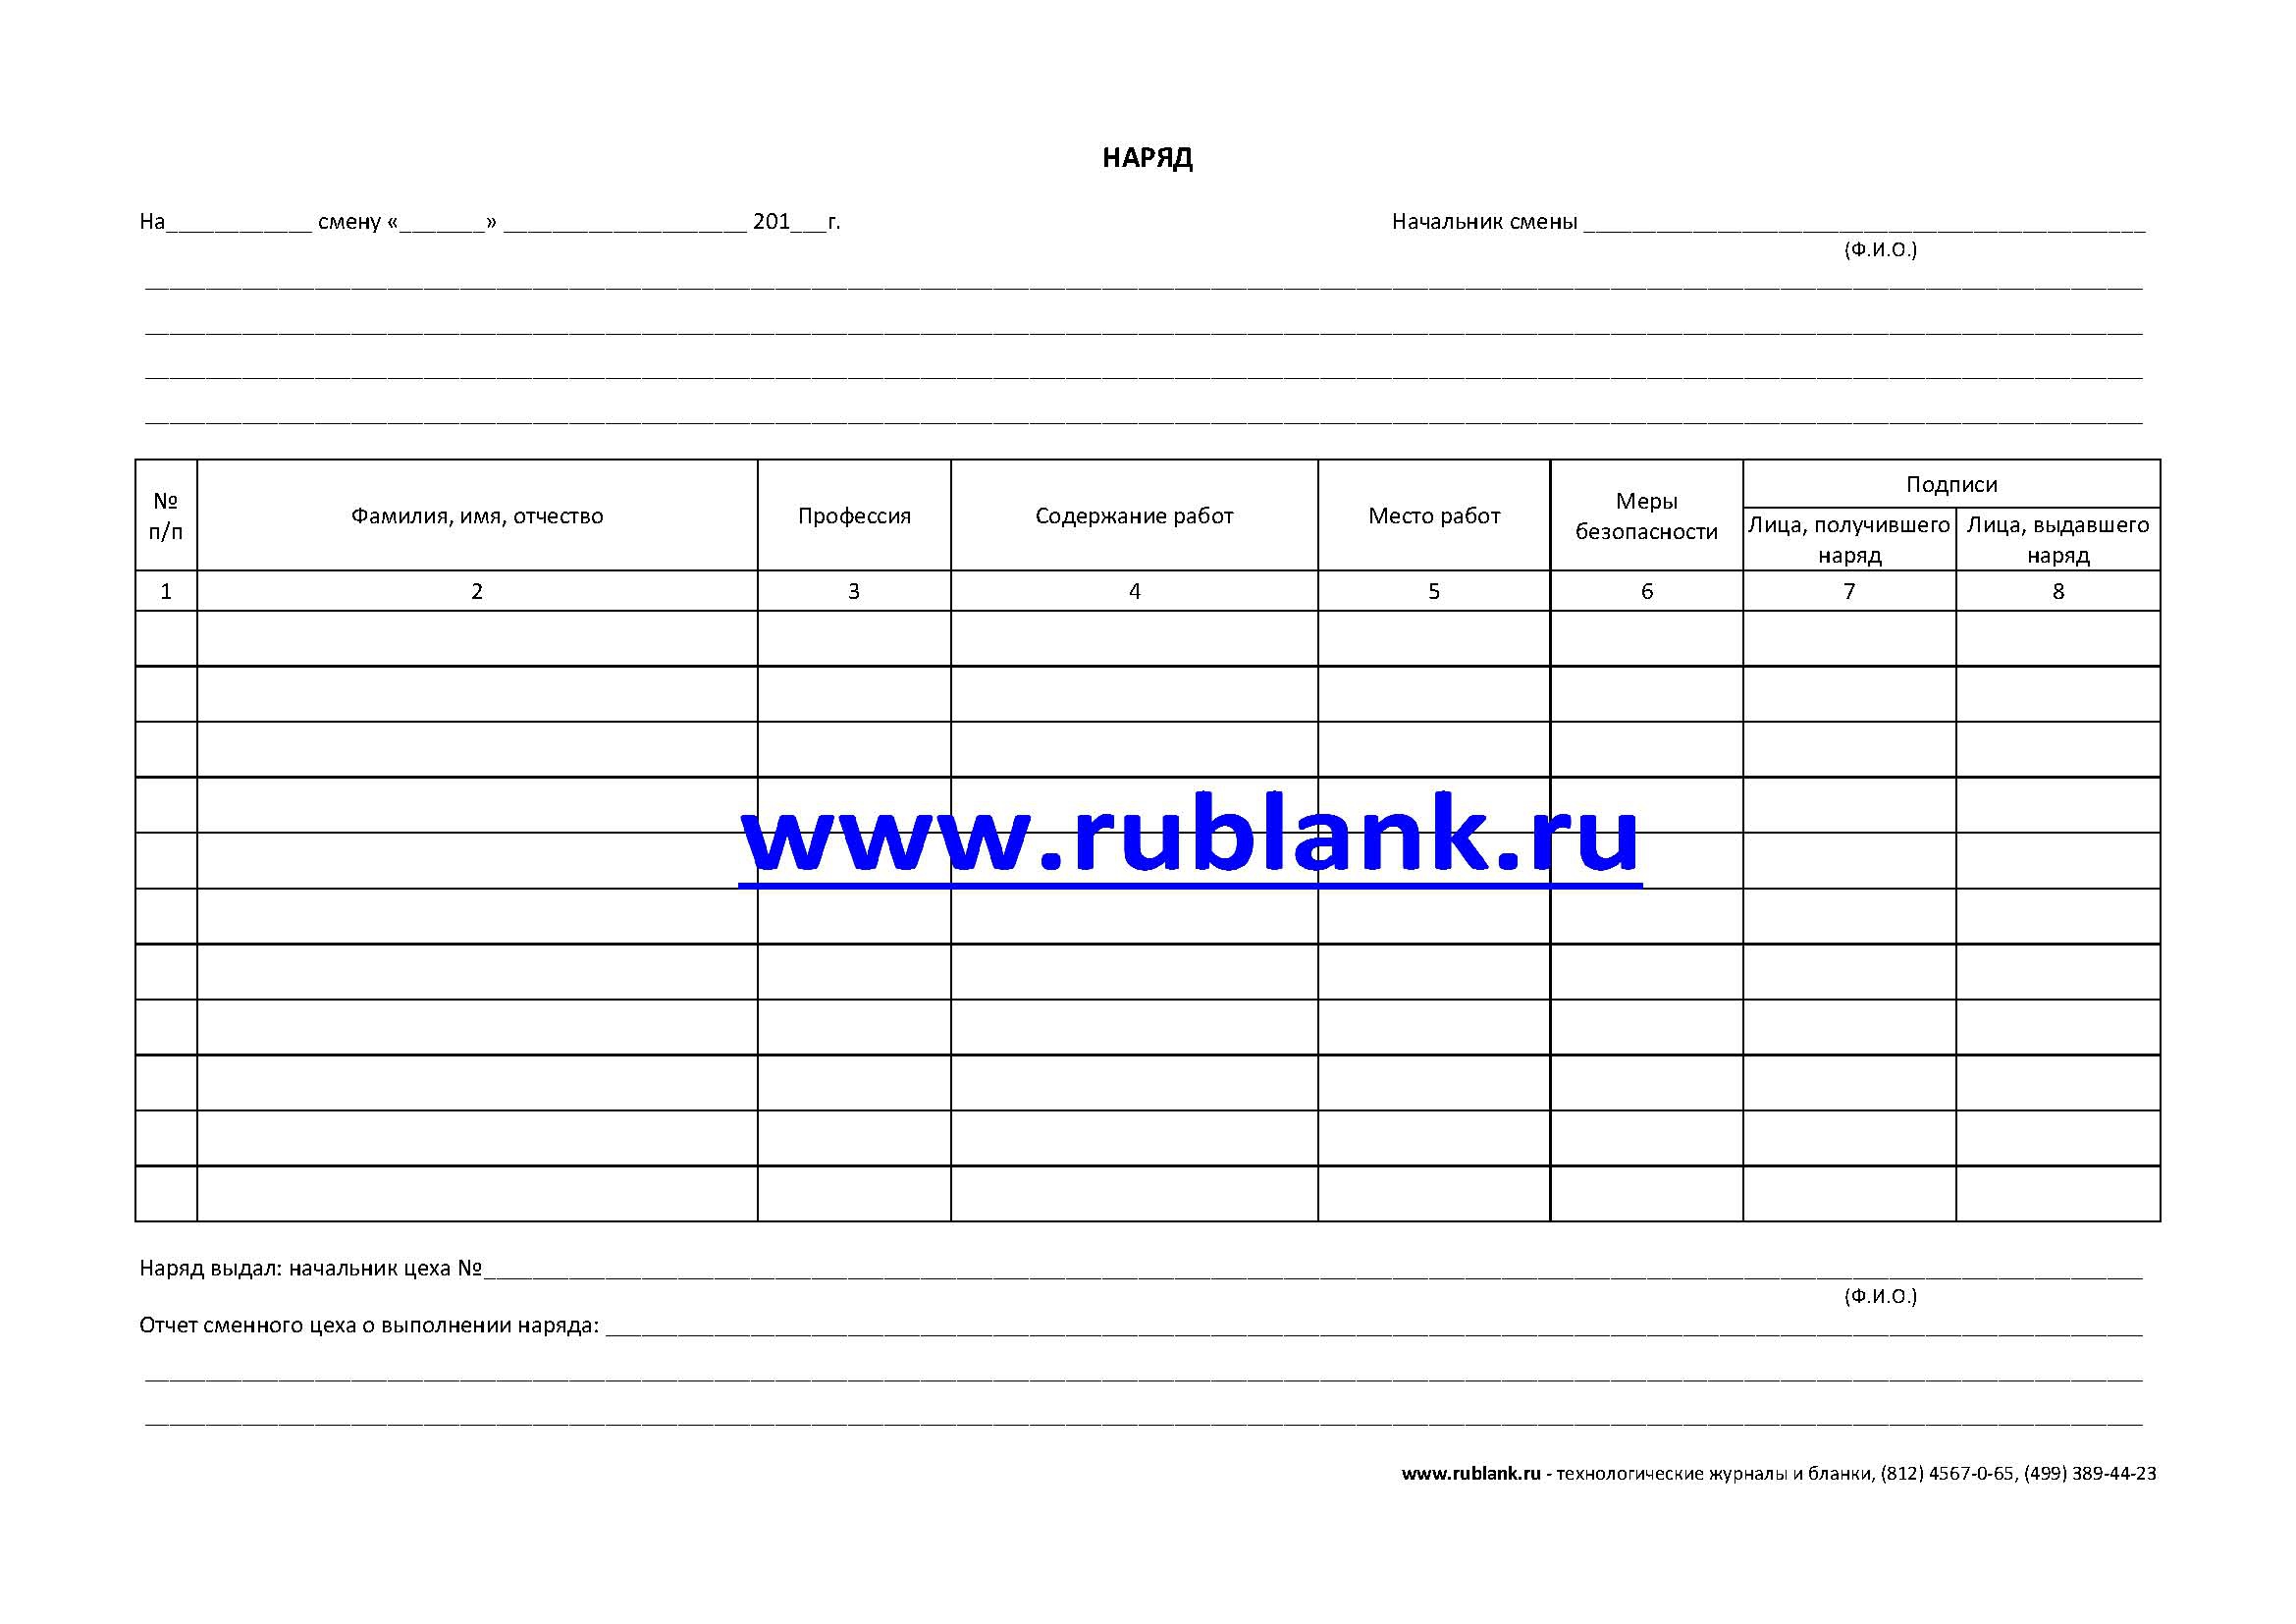 НАРЯД
На____________ смену «_______» ____________________ 201___г. Начальник смены ______________________________________________
(Ф.И.О.)
№ п/п Фамилия, имя, отчество Профессия Содержание работ Место работ Меры безопасности Подписи
Лица, получившего наряд Лица, выдавшего наряд
1 2 3 4 5 6 7 8
www.rublank.ru
Наряд выдал: начальник цеха №______________________________________________
(Ф.И.О.)
Отчет сменного цеха о выполнении наряда: ______________________________________________
www.rublank.ru - технологические журналы и бланки, (812) 4567-0-65, (499) 389-44-23